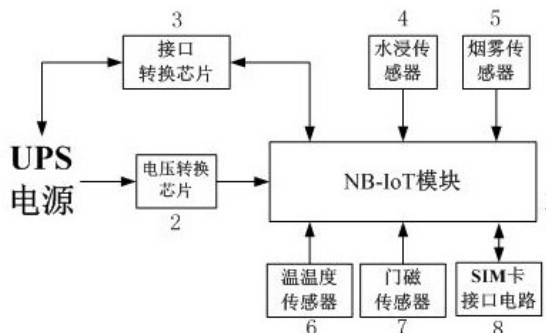 3
接口
转换芯片
4
水浸传
感器
5
烟雾传
感器
UPS
电源
电压转换
芯片
2
NB-IoT模块
温温度
传感器
6
门磁
传感器
7
SIM卡
接口电路
8